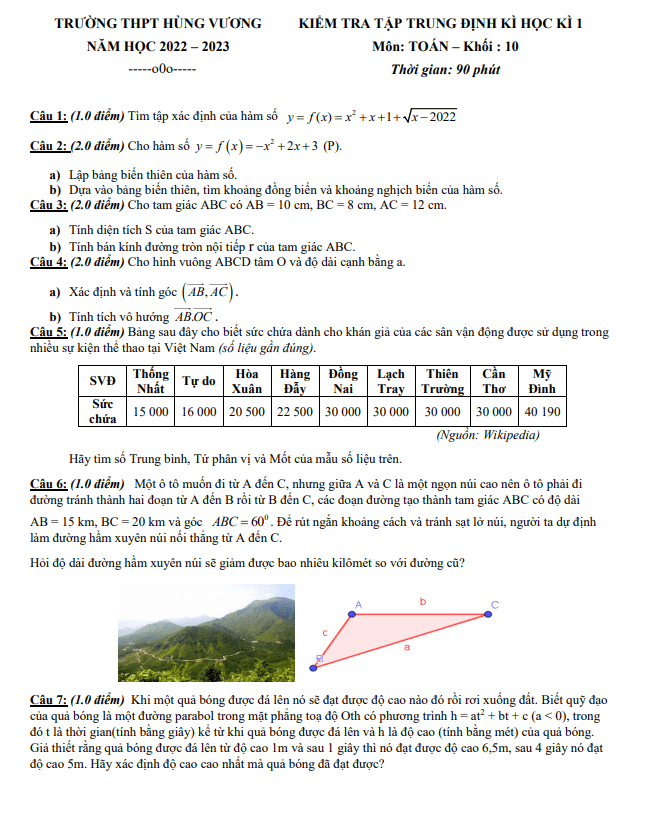 TRƯỜNG THPT HÙNG VƯƠNG
KIỂM TRA TẬP TRUNG ĐỊNH KÌ HỌC KÌ 1
NĂM HỌC 2022 – 2023
Môn: TOÁN – Khối : 10
-----o0o-----
Thời gian: 90 phút
Câu 1: (1.0 điểm) Tìm tập xác định của hàm số y = f(x) = x² + x + 1 + √(x − 2022)
Câu 2: (2.0 điểm) Cho hàm số y = f(x) = −x² + 2x + 3 (P).
a) Lập bảng biến thiên của hàm số.
b) Dựa vào bảng biến thiên, tìm khoảng đồng biến và khoảng nghịch biến của hàm số.
Câu 3: (2.0 điểm) Cho tam giác ABC có AB = 10 cm, BC = 8 cm, AC = 12 cm.
a) Tính diện tích S của tam giác ABC.
b) Tính bán kính đường tròn nội tiếp r của tam giác ABC.
Câu 4: (2.0 điểm) Cho hình vuông ABCD tâm O và độ dài cạnh bằng a.
a) Xác định và tính góc (AB⃗, AC⃗).
b) Tính tích vô hướng AB⃗.OC⃗.
Câu 5: (1.0 điểm) Bảng sau đây cho biết sức chứa dành cho khán giả của các sân vận động được sử dụng trong
nhiều sự kiện thể thao tại Việt Nam (số liệu gần đúng).
SVĐ Thống Nhất Tự do Hòa Xuân Hàng Đẫy Đồng Nai Lạch Tray Thiên Trường Cần Thơ Mỹ Đình
Sức chứa 15 000 16 000 20 500 22 500 30 000 30 000 30 000 30 000 40 190
(Nguồn: Wikipedia)
Hãy tìm số Trung bình, Tứ phân vị và Mốt của mẫu số liệu trên.
Câu 6: (1.0 điểm) Một ô tô muốn đi từ A đến C, nhưng giữa A và C là một ngọn núi cao nên ô tô phải đi
đường tránh thành hai đoạn từ A đến B rồi từ B đến C, các đoạn đường tạo thành tam giác ABC có độ dài
AB = 15 km, BC = 20 km và góc ABC = 60⁰. Để rút ngắn khoảng cách và tránh sạt lở núi, người ta dự định
làm đường hầm xuyên núi nối thẳng từ A đến C.
Hỏi độ dài đường hầm xuyên núi sẽ giảm được bao nhiêu kilômét so với đường cũ?
A
b
C
c
a
B
Câu 7: (1.0 điểm) Khi một quả bóng được đá lên nó sẽ đạt được độ cao nào đó rồi rơi xuống đất. Biết quỹ đạo
của quả bóng là một đường parabol trong mặt phẳng toạ độ Oth có phương trình h = at² + bt + c (a < 0), trong
đó t là thời gian(tính bằng giây) kể từ khi quả bóng được đá lên và h là độ cao (tính bằng mét) của quả bóng.
Giả thiết rằng quả bóng được đá lên từ độ cao 1m và sau 1 giây thì nó đạt được độ cao 6,5m, sau 4 giây nó đạt
độ cao 5m. Hãy xác định độ cao cao nhất mà quả bóng đã đạt được?